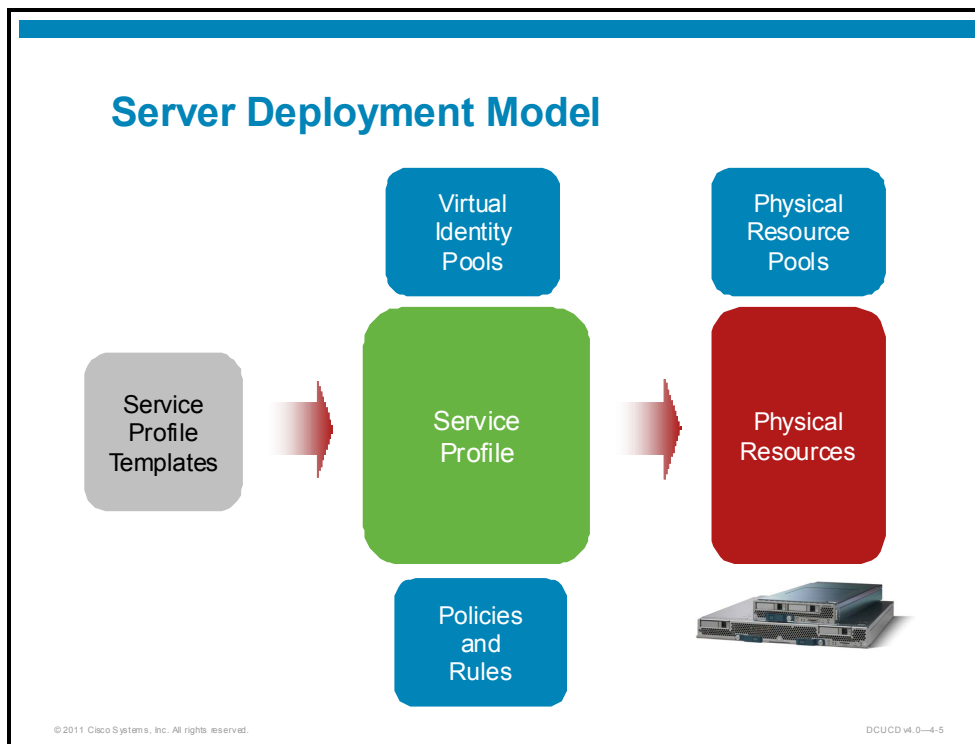 Server Deployment Model
Virtual
Identity
Pools
Physical
Resource
Pools
Service
Profile
Templates
Service
Profile
Physical
Resources
Policies
and
Rules
© 2011 Cisco Systems, Inc. All rights reserved.
DCUCD v4.0—4-5